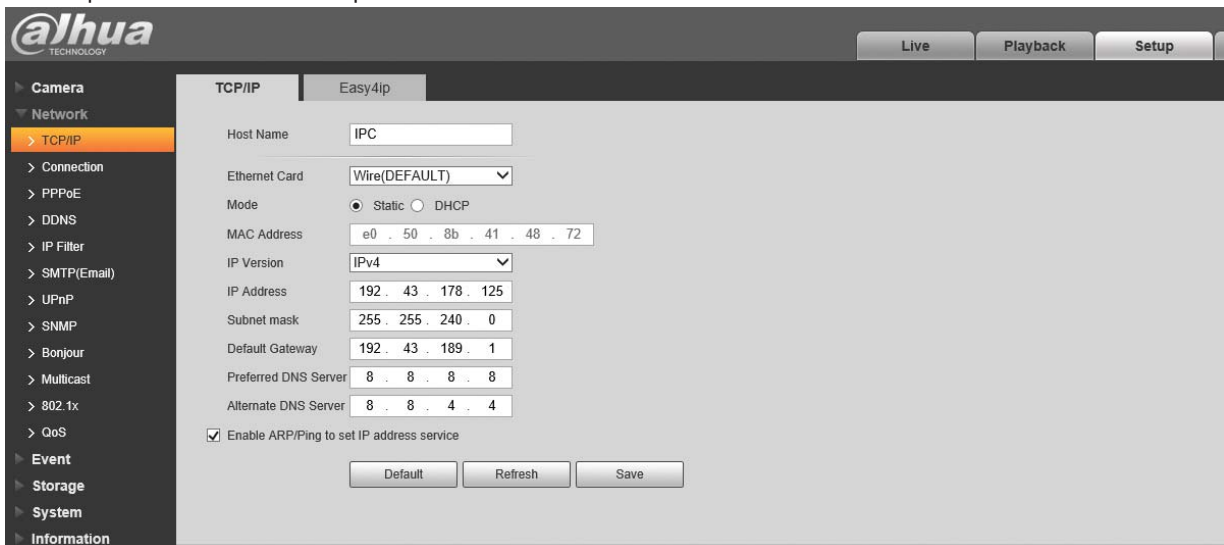 alhua
TECHNOLOGY
Live Playback Setup
Camera
Network
TCP/IP
Connection
PPPoE
DDNS
IP Filter
SMTP(Email)
UPnP
SNMP
Bonjour
Multicast
802.1x
QoS
Event
Storage
System
Information
TCP/IP Easy4ip
Host Name IPC
Ethernet Card Wire(DEFAULT)
Mode Static DHCP
MAC Address e0 . 50 . 8b . 41 . 48 . 72
IP Version IPv4
IP Address 192 . 43 . 178 . 125
Subnet mask 255 . 255 . 240 . 0
Default Gateway 192 . 43 . 189 . 1
Preferred DNS Server 8 . 8 . 8 . 8
Alternate DNS Server 8 . 8 . 4 . 4
Enable ARP/Ping to set IP address service
Default Refresh Save